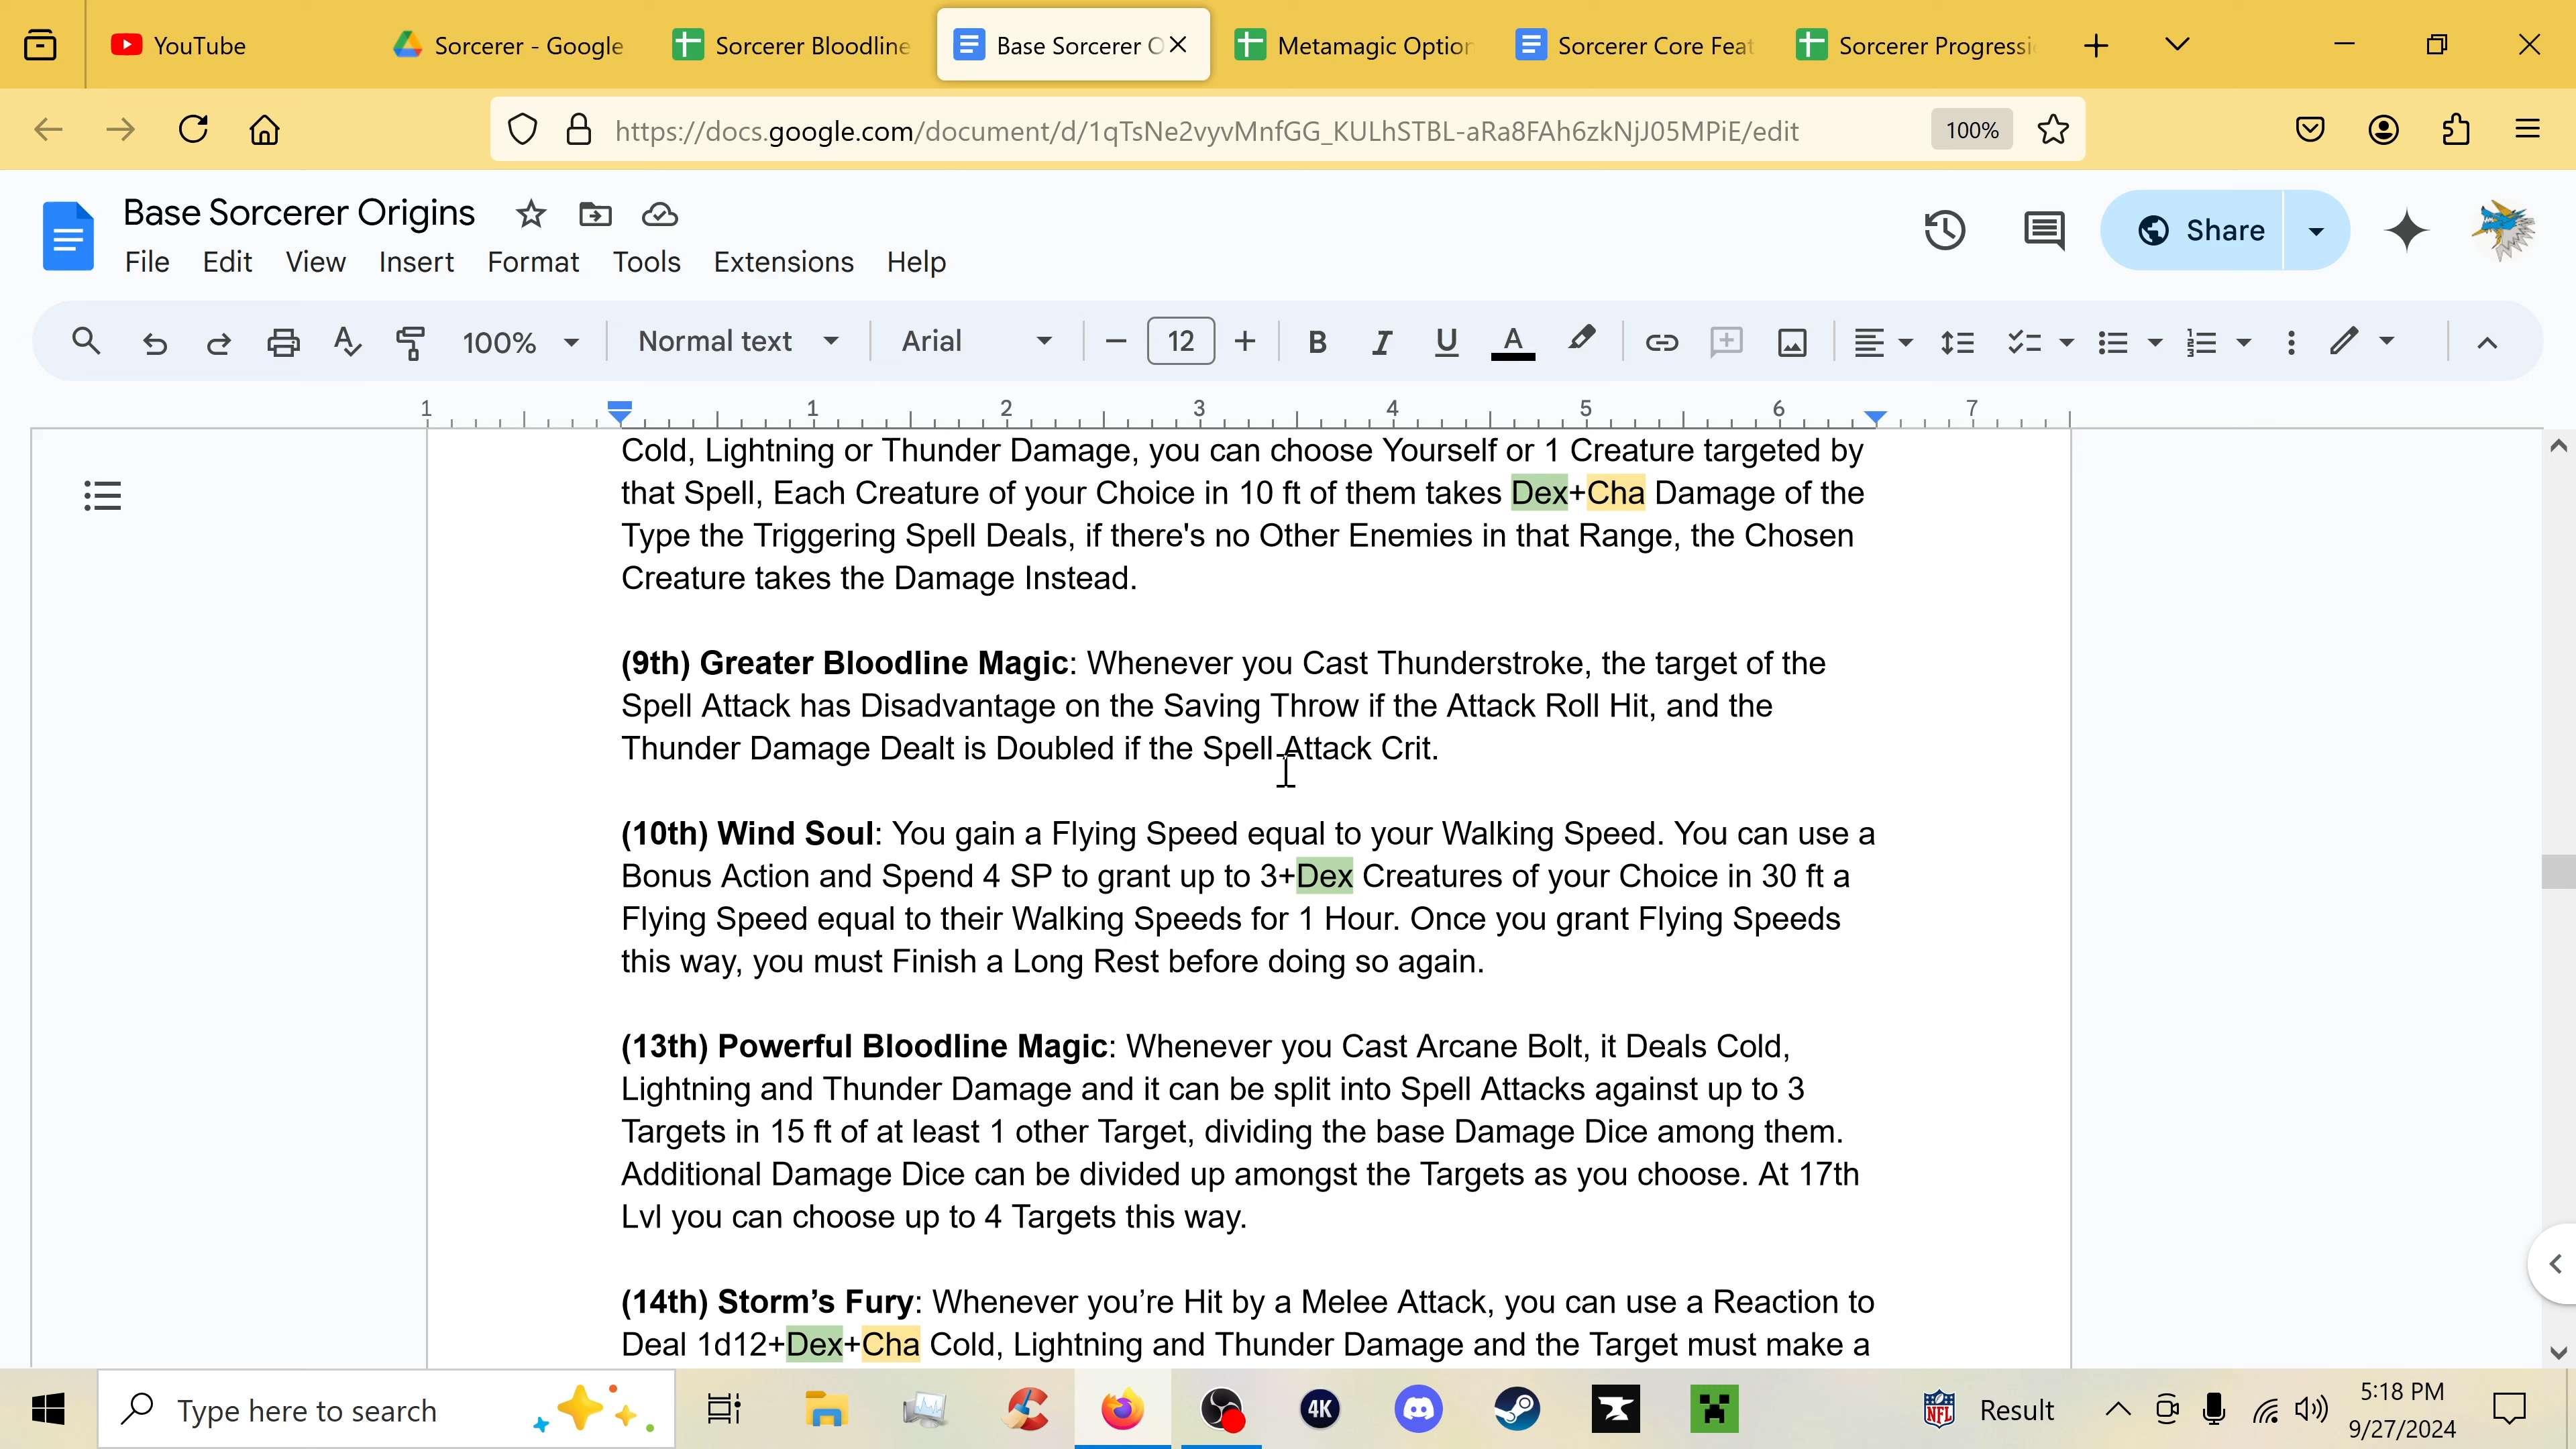 YouTube
Sorcerer - Google
Sorcerer Bloodline
Base Sorcerer O
Metamagic Option
Sorcerer Core Feat
Sorcerer Progressi
https://docs.google.com/document/d/1qTsNe2vyvMnfGG_KULhSTBL-aRa8FAh6zkNjJ05MPiE/edit
100%
Base Sorcerer Origins
File Edit View Insert Format Tools Extensions Help
Share
100% Normal text Arial 12
1 1 2 3 4 5 6 7
Cold, Lightning or Thunder Damage, you can choose Yourself or 1 Creature targeted by
that Spell, Each Creature of your Choice in 10 ft of them takes Dex+Cha Damage of the
Type the Triggering Spell Deals, if there's no Other Enemies in that Range, the Chosen
Creature takes the Damage Instead.
(9th) Greater Bloodline Magic: Whenever you Cast Thunderstroke, the target of the
Spell Attack has Disadvantage on the Saving Throw if the Attack Roll Hit, and the
Thunder Damage Dealt is Doubled if the Spell Attack Crit.
(10th) Wind Soul: You gain a Flying Speed equal to your Walking Speed. You can use a
Bonus Action and Spend 4 SP to grant up to 3+Dex Creatures of your Choice in 30 ft a
Flying Speed equal to their Walking Speeds for 1 Hour. Once you grant Flying Speeds
this way, you must Finish a Long Rest before doing so again.
(13th) Powerful Bloodline Magic: Whenever you Cast Arcane Bolt, it Deals Cold,
Lightning and Thunder Damage and it can be split into Spell Attacks against up to 3
Targets in 15 ft of at least 1 other Target, dividing the base Damage Dice among them.
Additional Damage Dice can be divided up amongst the Targets as you choose. At 17th
Lvl you can choose up to 4 Targets this way.
(14th) Storm’s Fury: Whenever you’re Hit by a Melee Attack, you can use a Reaction to
Deal 1d12+Dex+Cha Cold, Lightning and Thunder Damage and the Target must make a
Type here to search
4K
NFL
Result
5:18 PM
9/27/2024